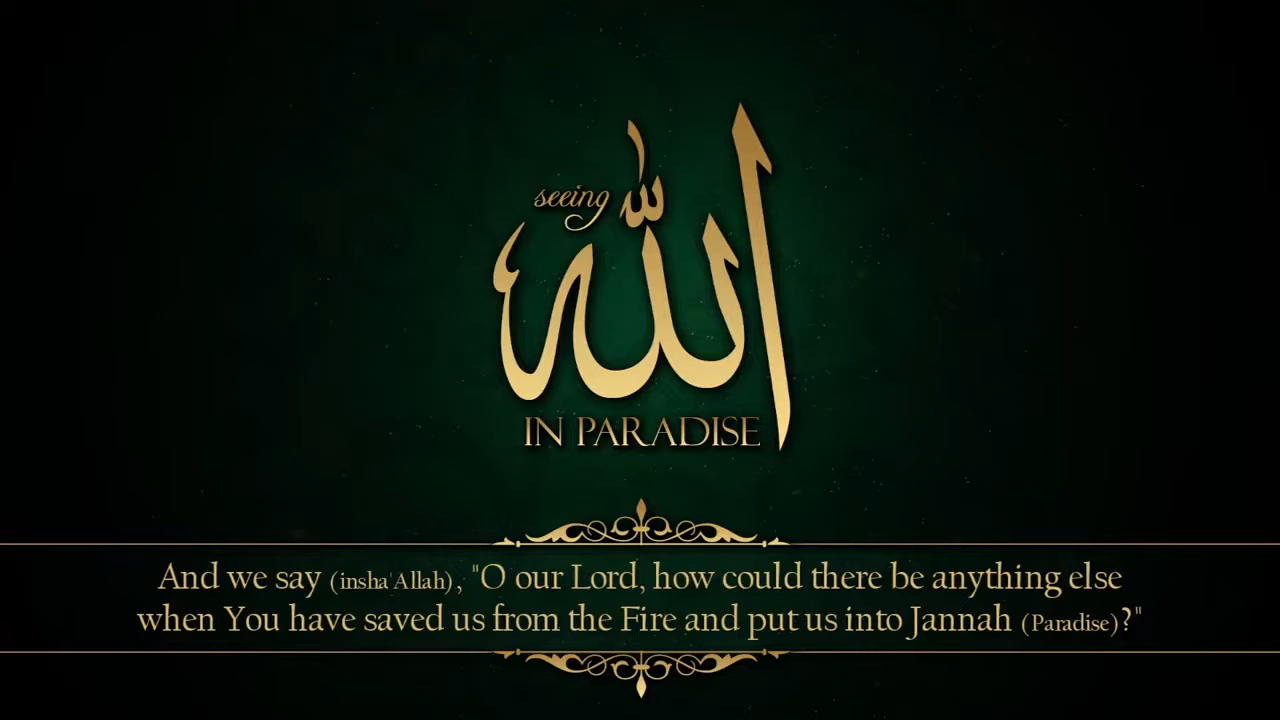 seeing
الله
IN PARADISE
And we say (insha'Allah), "O our Lord, how could there be anything else
when You have saved us from the Fire and put us into Jannah (Paradise)?"